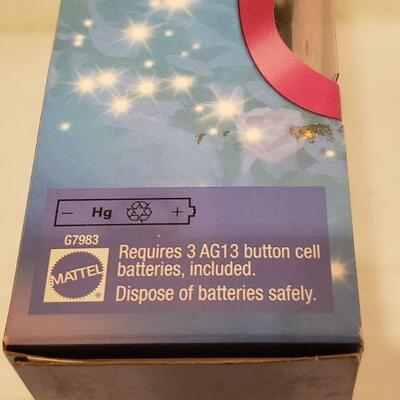 − Hg +
G7983
MATTEL
Requires 3 AG13 button cell
batteries, included.
Dispose of batteries safely.